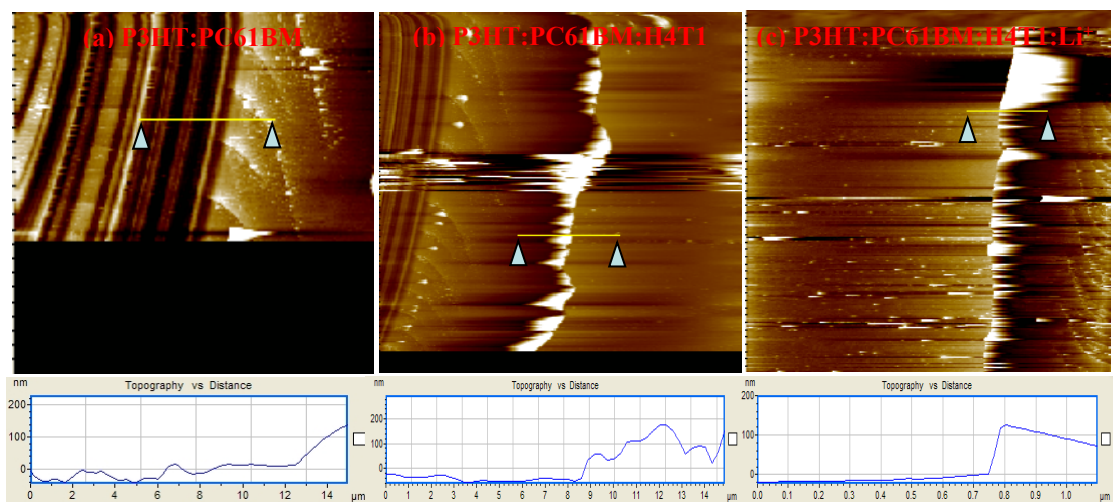 (a) P3HT:PC61BM
(b) P3HT:PC61BM:H4T1
(c) P3HT:PC61BM:H4T1:Li+
nm
Topography vs Distance
200
100
0
0 2 4 6 8 10 12 14 µm
nm
Topography vs Distance
200
100
0
0 1 2 3 4 5 6 7 8 9 10 11 12 13 14 µm
nm
Topography vs Distance
200
100
0
0.0 0.1 0.2 0.3 0.4 0.5 0.6 0.7 0.8 0.9 1.0 µm